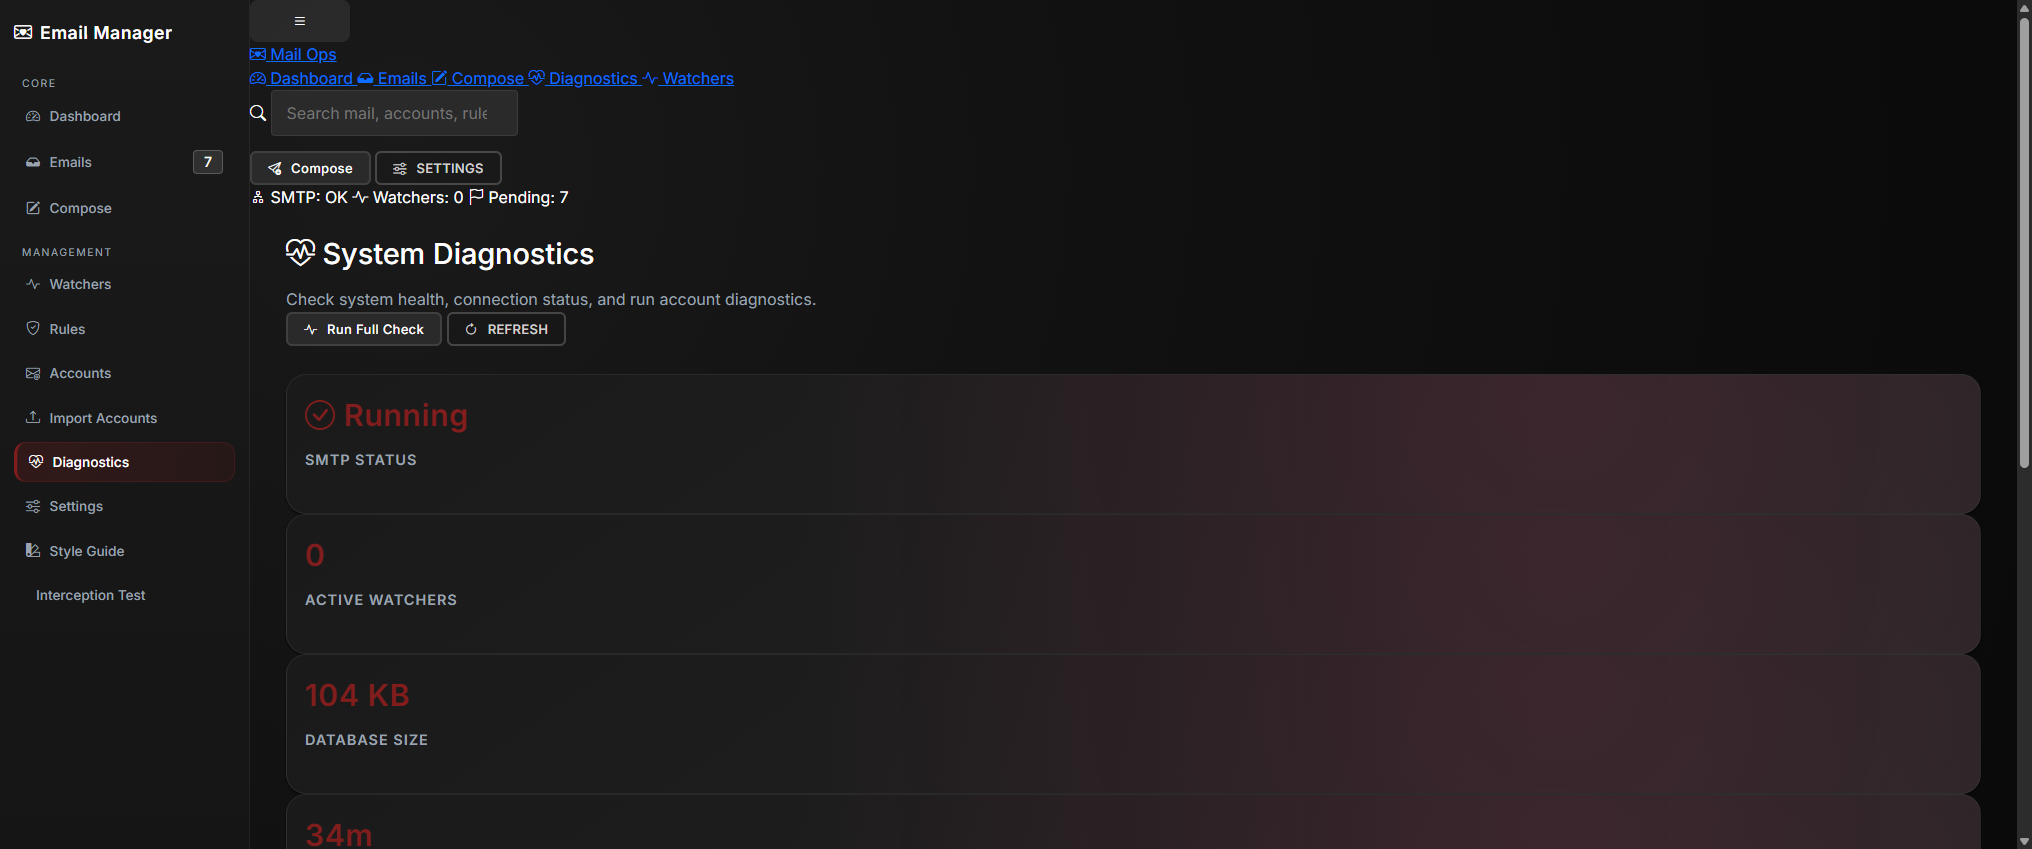 Email Manager
CORE
Dashboard
Emails 7
Compose
MANAGEMENT
Watchers
Rules
Accounts
Import Accounts
Diagnostics
Settings
Style Guide
Interception Test
Mail Ops
Dashboard Emails Compose Diagnostics Watchers
Search mail, accounts, rule
Compose SETTINGS
SMTP: OK Watchers: 0 Pending: 7
System Diagnostics
Check system health, connection status, and run account diagnostics.
Run Full Check REFRESH
Running
SMTP STATUS
0
ACTIVE WATCHERS
104 KB
DATABASE SIZE
34m